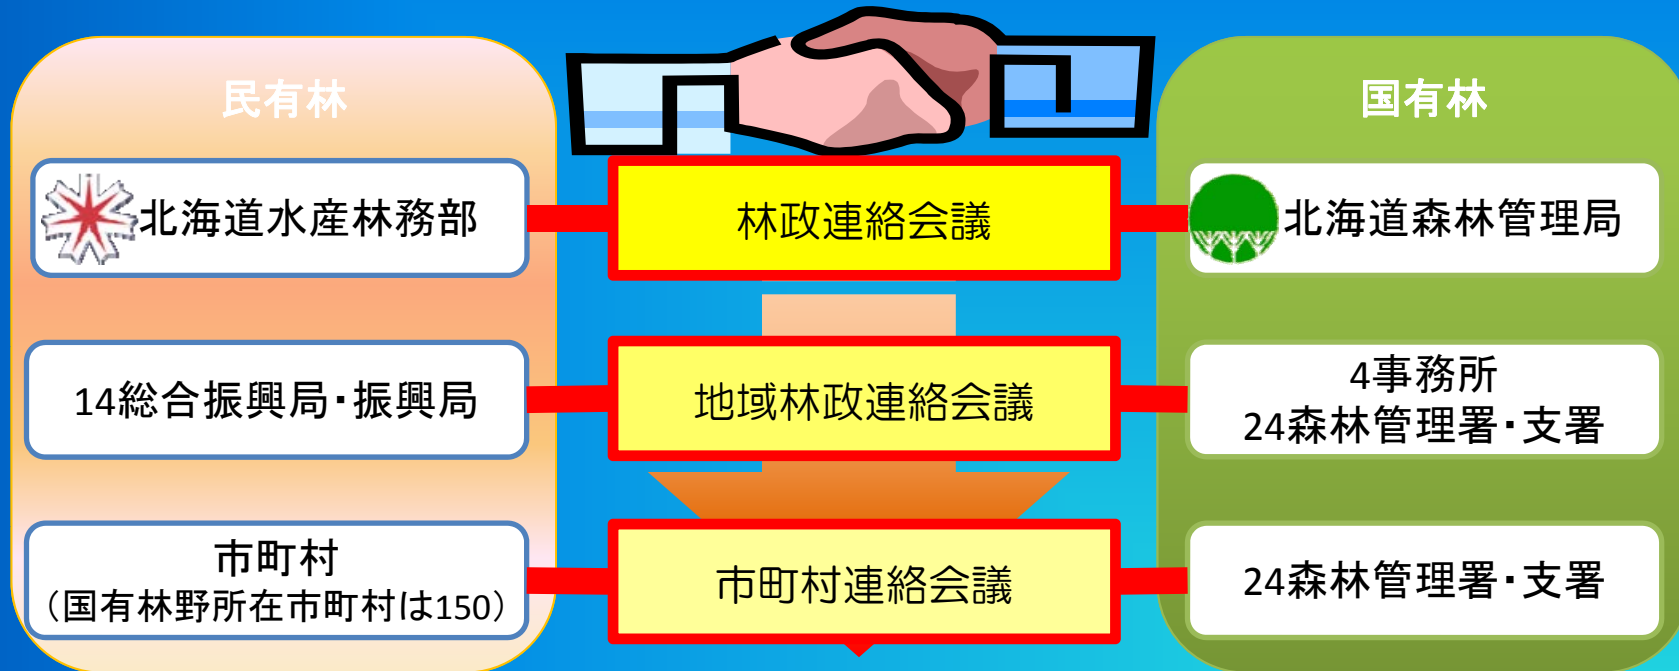 民有林
国有林
北海道水産林務部
林政連絡会議
北海道森林管理局
14総合振興局・振興局
地域林政連絡会議
4事務所
24森林管理署・支署
市町村
（国有林野所在市町村は150）
市町村連絡会議
24森林管理署・支署